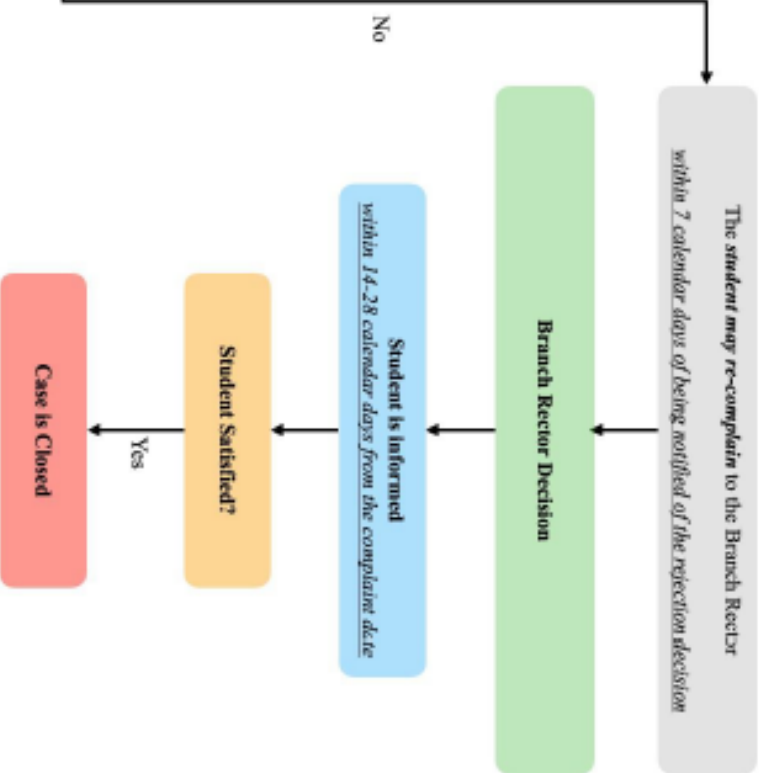 No
The student may re-complain to the Branch Rector
within 7 calendar days of being notified of the rejection decision
Branch Rector Decision
Student is informed
within 14-28 calendar days from the complaint date
Student Satisfied?
Yes
Case is Closed